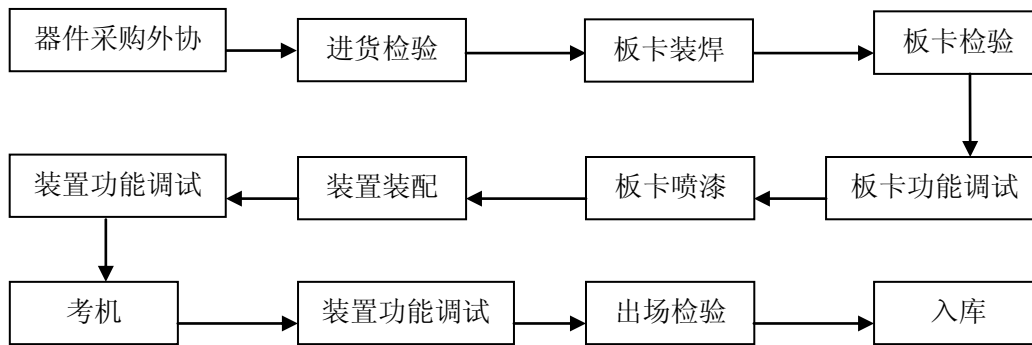 器件采购外协
进货检验
板卡装焊
板卡检验
板卡功能调试
板卡喷漆
装置装配
装置功能调试
考机
装置功能调试
出场检验
入库